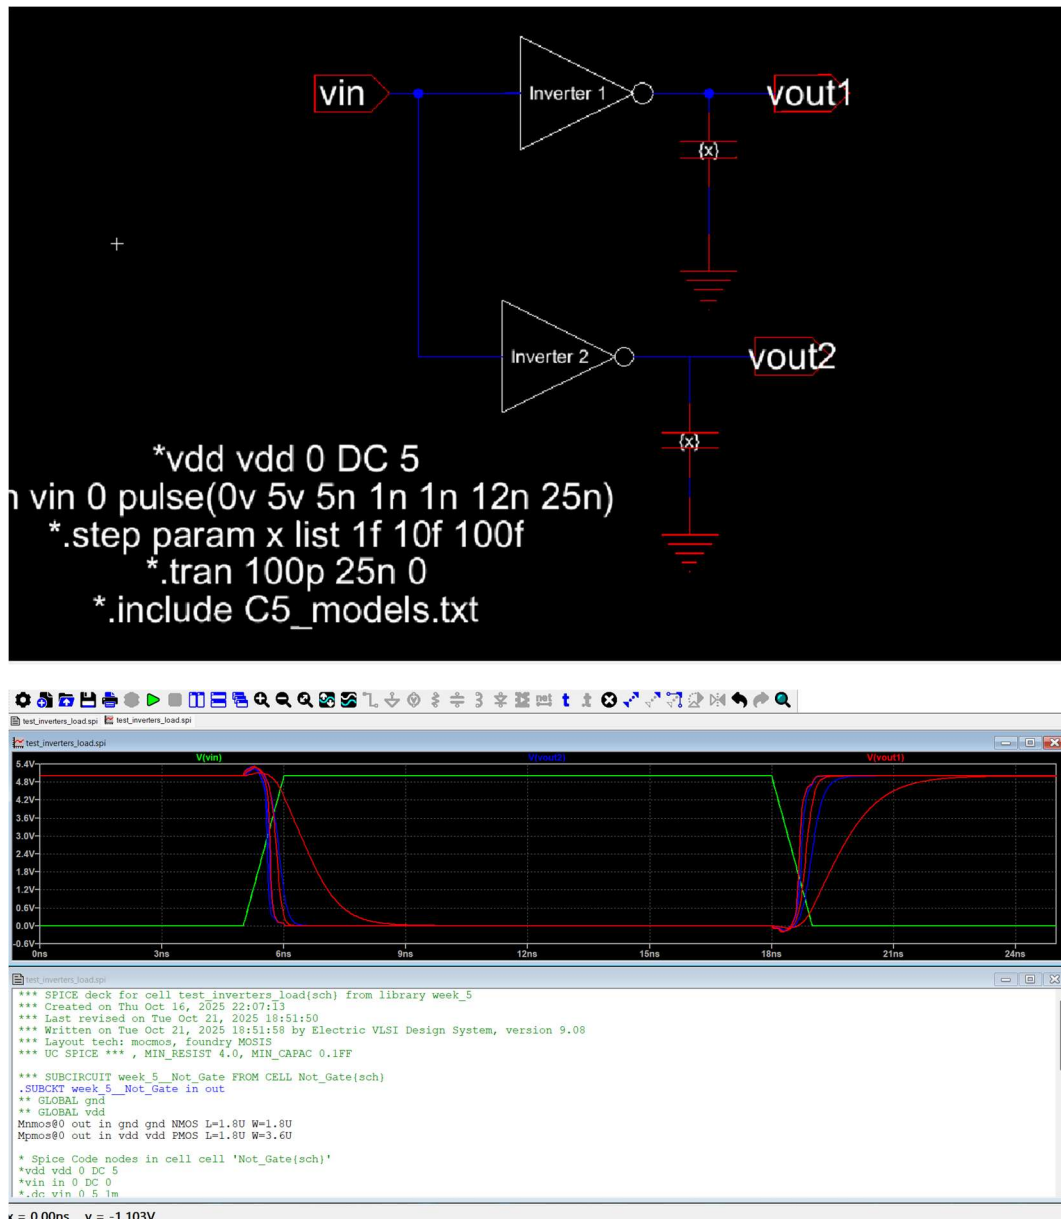 vin
Inverter 1
vout1
{x}
Inverter 2
vout2
{x}
*vdd vdd 0 DC 5
vin 0 pulse(0v 5v 5n 1n 1n 12n 25n)
*.step param x list 1f 10f 100f
*.tran 100p 25n 0
*.include C5_models.txt
net t t
test_inverters_load.spi test_inverters_load.spi
test_inverters_load.spi
V(vin) V(vout2) V(vout1)
5.4V
4.8V
4.2V
3.6V
3.0V
2.4V
1.8V
1.2V
0.6V
0.0V
-0.6V
0ns 3ns 6ns 9ns 12ns 15ns 18ns 21ns 24ns
test_inverters_load.spi
*** SPICE deck for cell test_inverters_load{sch} from library week_5
*** Created on Thu Oct 16, 2025 22:07:13
*** Last revised on Tue Oct 21, 2025 18:51:50
*** Written on Tue Oct 21, 2025 18:51:58 by Electric VLSI Design System, version 9.08
*** Layout tech: mocmos, foundry MOSIS
*** UC SPICE *** , MIN_RESIST 4.0, MIN_CAPAC 0.1FF
*** SUBCIRCUIT week_5__Not_Gate FROM CELL Not_Gate{sch}
.SUBCKT week_5__Not_Gate in out
** GLOBAL gnd
** GLOBAL vdd
Mnmos@0 out in gnd gnd NMOS L=1.8U W=1.8U
Mpmos@0 out in vdd vdd PMOS L=1.8U W=3.6U
* Spice Code nodes in cell cell 'Not_Gate{sch}'
*vdd vdd 0 DC 5
*vin in 0 DC 0
*.dc vin 0 5 1m
x = 0.00ns y = -1.103V